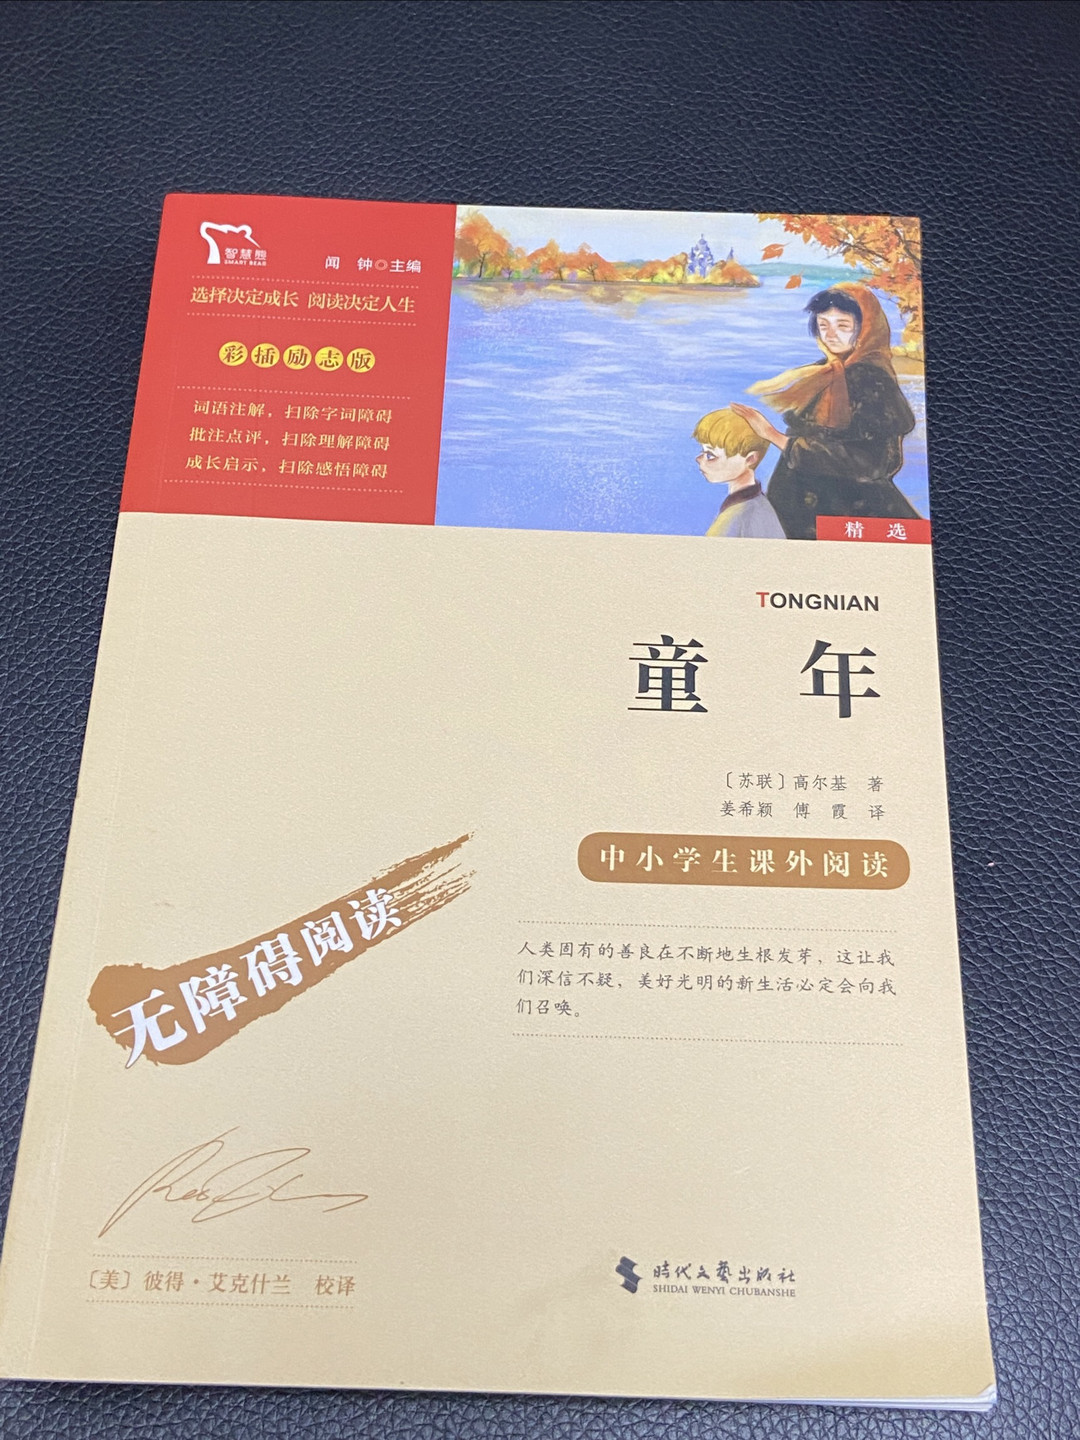 智慧熊
SMART BEAR
闻 钟◎主编
选择决定成长 阅读决定人生
彩插励志版
词语注解，扫除字词障碍
批注点评，扫除理解障碍
成长启示，扫除感悟障碍
精 选
TONGNIAN
童 年
〔苏联〕高尔基 著
姜希颖 傅 霞 译
中小学生课外阅读
无障碍阅读
人类固有的善良在不断地生根发芽，这让我
们深信不疑，美好光明的新生活必定会向我
们召唤。
〔美〕彼得·艾克什兰 校译
时代文艺出版社
SHIDAI WENYI CHUBANSHE